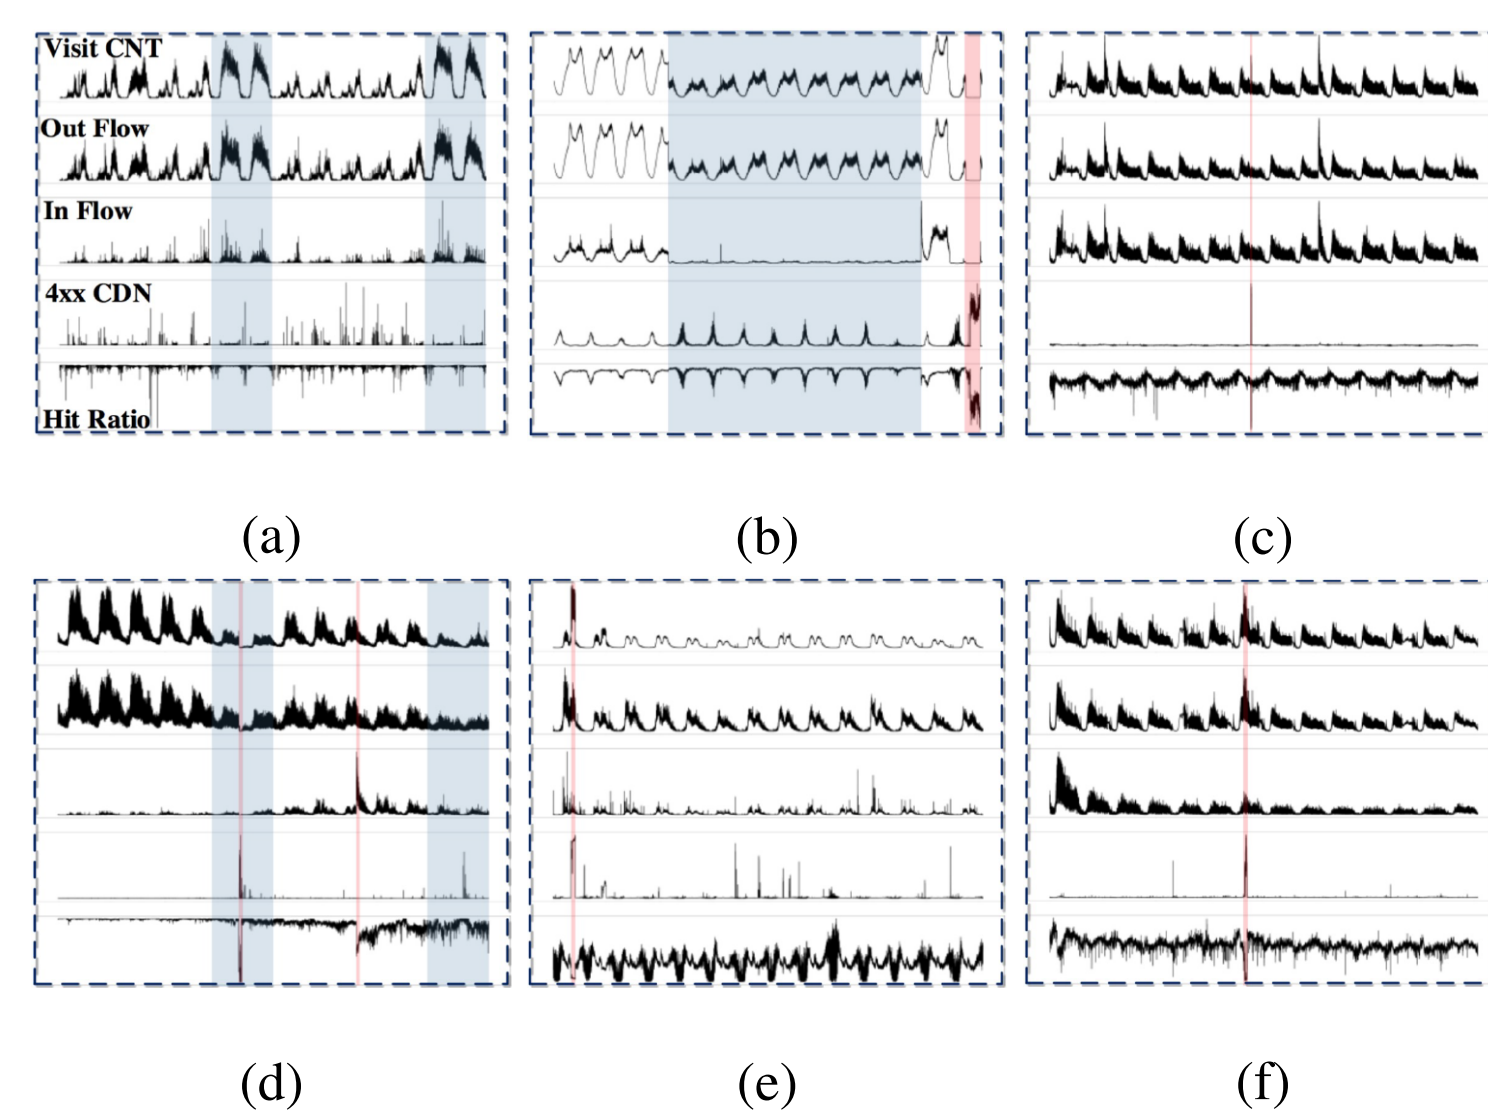 Visit CNT
Out Flow
In Flow
4xx CDN
Hit Ratio
(a)
(b)
(c)
(d)
(e)
(f)